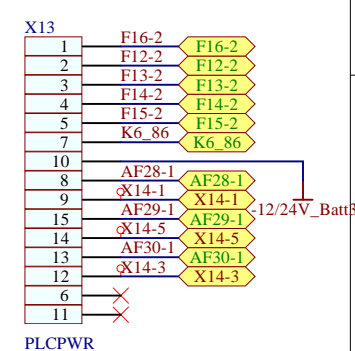 X13
1 F16-2 F16-2
2 F12-2 F12-2
3 F13-2 F13-2
4 F14-2 F14-2
5 F15-2 F15-2
7 K6_86 K6_86
10
8 AF28-1 AF28-1
9 X14-1 X14-1
-12/24V_Batt3
15 AF29-1 AF29-1
14 X14-5 X14-5
13 AF30-1 AF30-1
12 X14-3 X14-3
6
11
PLCPWR